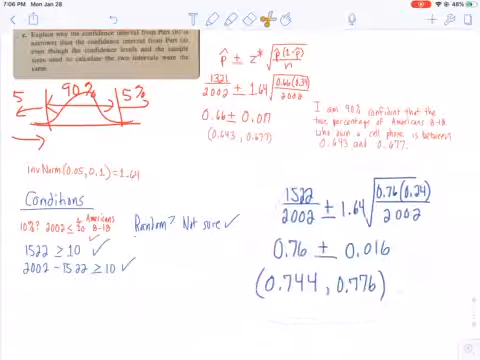 7:06 PM Mon Jan 18
c. Explain why the confidence interval from Part (b) is
narrower than the confidence interval from Part (a),
even though the confidence levels and the sample
sizes used to calculate the two intervals were the
same.
5 90% 5%
invNorm(0.05,0,1)=1.64
Conditions
10%? 2002 ≤ 1/10 Americans 8-18 ✓
1522 ≥ 10 ✓
2002 - 1522 ≥ 10 ✓
Random? Not sure ✓
p̂ ± z* √(p(1-p)/n)
1321/2002 ± 1.64 √(0.66(0.34)/2002)
0.66 ± 0.017
(0.643, 0.677)
I am 90% confident that the
true percentage of Americans 8-18
who own a cell phone is between
0.643 and 0.677.
1522/2002 ± 1.64 √(0.76(0.24)/2002)
0.76 ± 0.016
(0.744, 0.776)